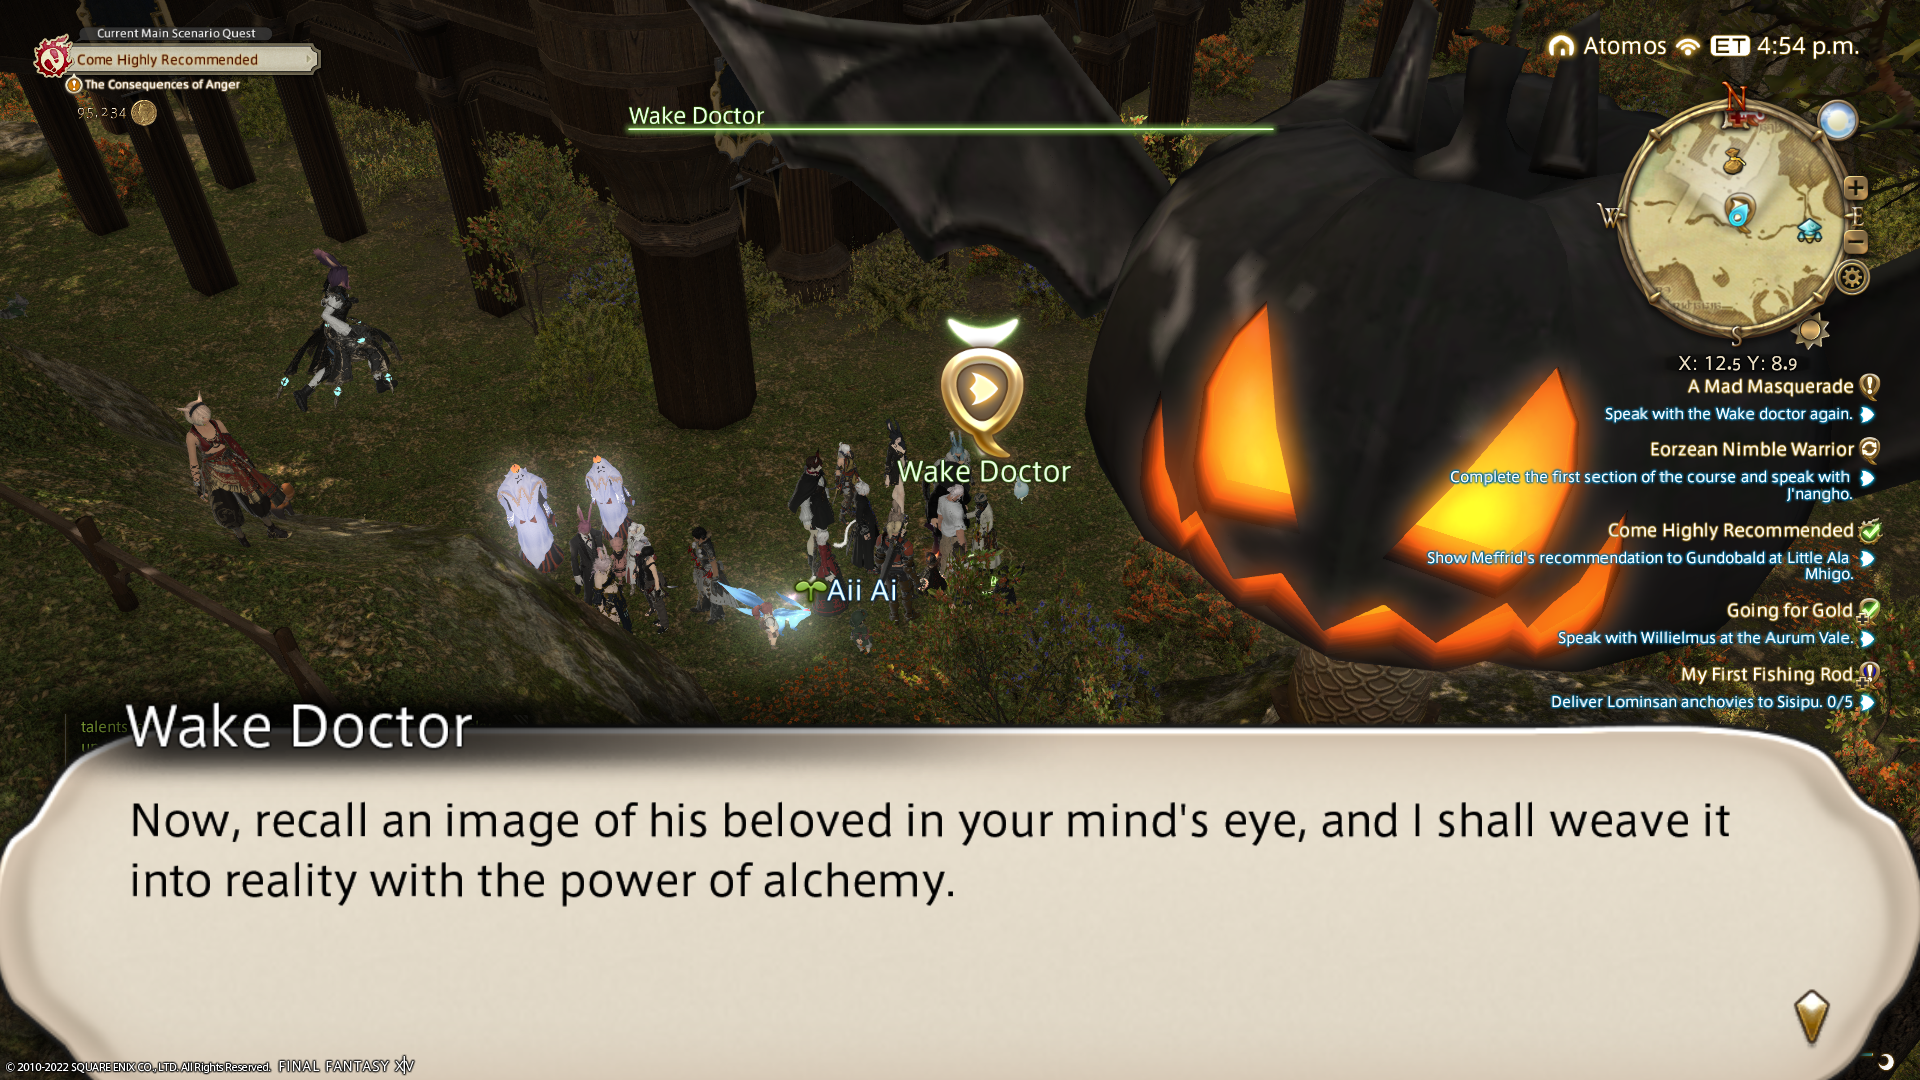 Current Main Scenario Quest
Come Highly Recommended
The Consequences of Anger
95,234
Wake Doctor
Atomos ET 4:54 p.m.
N
W
E
S
X: 12.5 Y: 8.9
A Mad Masquerade
Speak with the Wake doctor again.
Eorzean Nimble Warrior
Complete the first section of the course and speak with
J'nangho.
Come Highly Recommended
Show Meffrid's recommendation to Gundobald at Little Ala
Mhigo.
Going for Gold
Speak with Willielmus at the Aurum Vale.
My First Fishing Rod
Deliver Lominsan anchovies to Sisipu. 0/5
Wake Doctor
Aii Ai
talents
Wake Doctor
Now, recall an image of his beloved in your mind's eye, and I shall weave it
into reality with the power of alchemy.
© 2010-2022 SQUARE ENIX CO., LTD. All Rights Reserved. FINAL FANTASY XIV